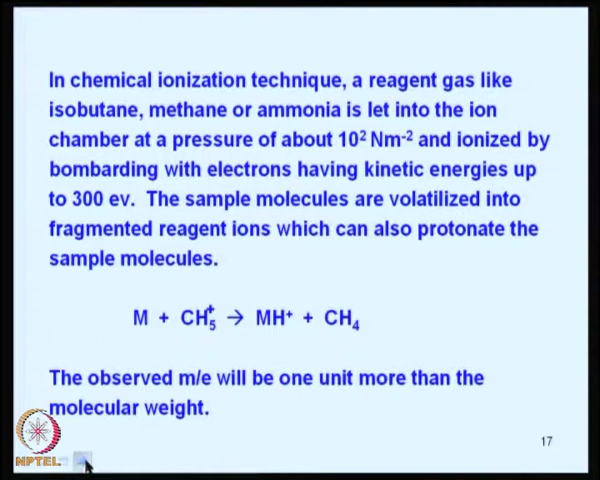 In chemical ionization technique, a reagent gas like
isobutane, methane or ammonia is let into the ion
chamber at a pressure of about 10² Nm⁻² and ionized by
bombarding with electrons having kinetic energies up
to 300 ev. The sample molecules are volatilized into
fragmented reagent ions which can also protonate the
sample molecules.
M + CH₅⁺ → MH⁺ + CH₄
The observed m/e will be one unit more than the
molecular weight.
17
NPTEL